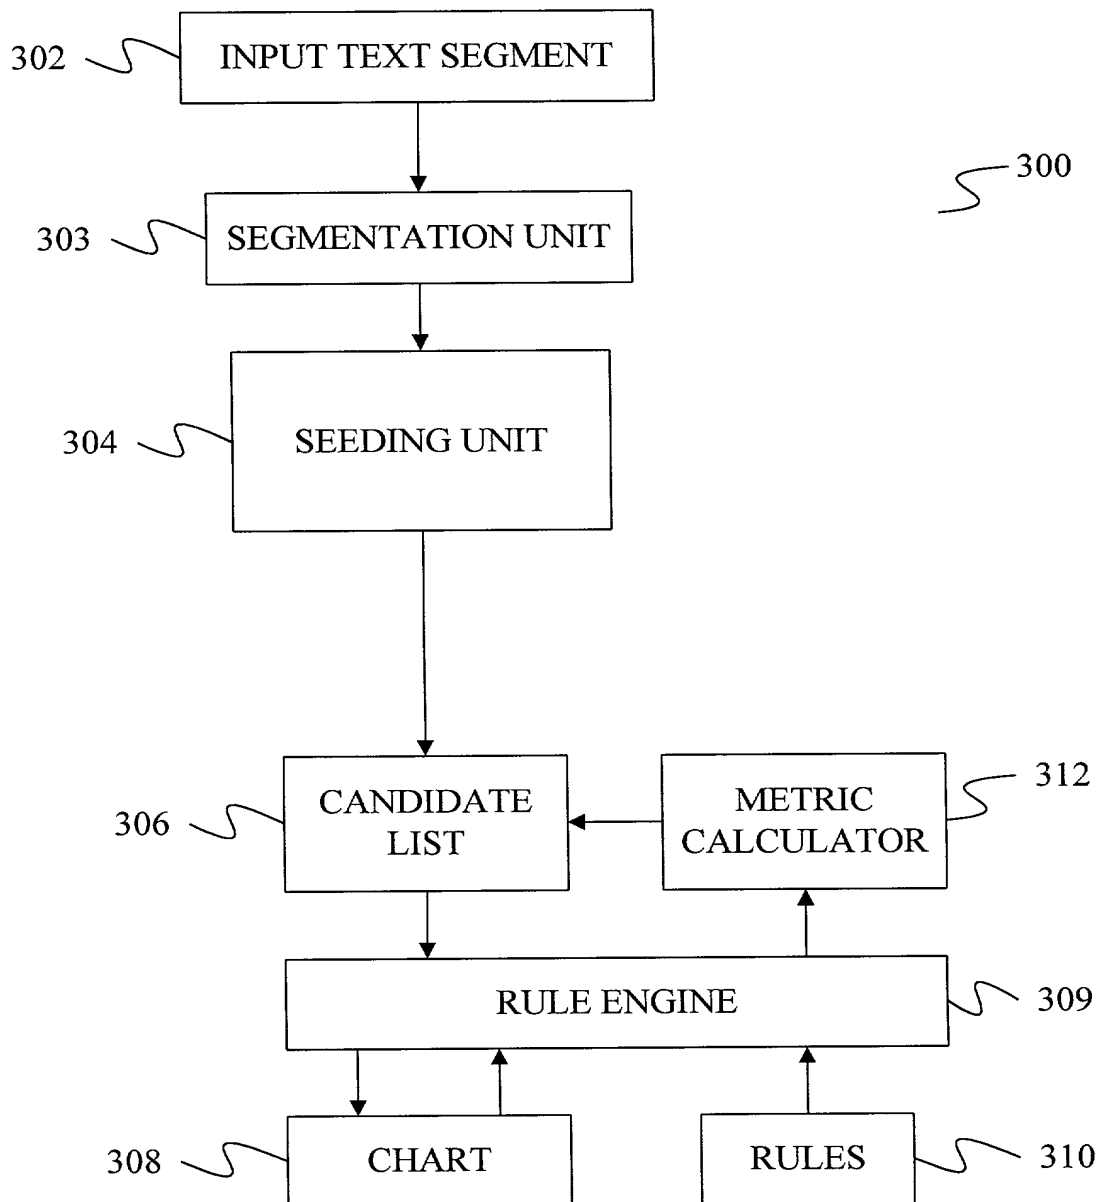 302
INPUT TEXT SEGMENT
300
303
SEGMENTATION UNIT
304
SEEDING UNIT
306
CANDIDATE
LIST
METRIC
CALCULATOR
312
RULE ENGINE
309
308
CHART
RULES
310